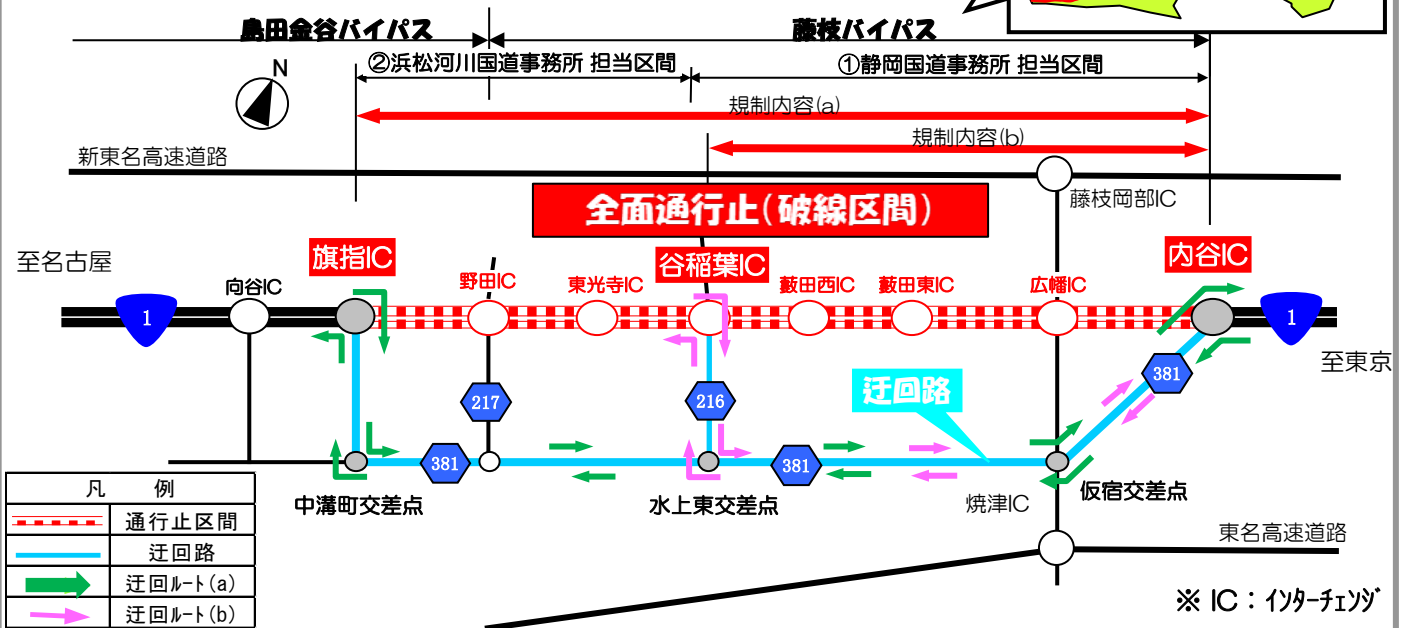 島田金谷バイパス
藤枝バイパス
②浜松河川国道事務所 担当区間
①静岡国道事務所 担当区間
N
規制内容(a)
規制内容(b)
新東名高速道路
全面通行止(破線区間)
藤枝岡部IC
至名古屋
旗指IC
谷稲葉IC
内谷IC
向谷IC
野田IC
東光寺IC
藪田西IC
藪田東IC
広幡IC
1
1
至東京
381
217
216
迂回路
381
381
中溝町交差点
水上東交差点
焼津IC
仮宿交差点
東名高速道路
凡 例
通行止区間
迂回路
迂回ルート(a)
迂回ルート(b)
※ IC：インターチェンジ